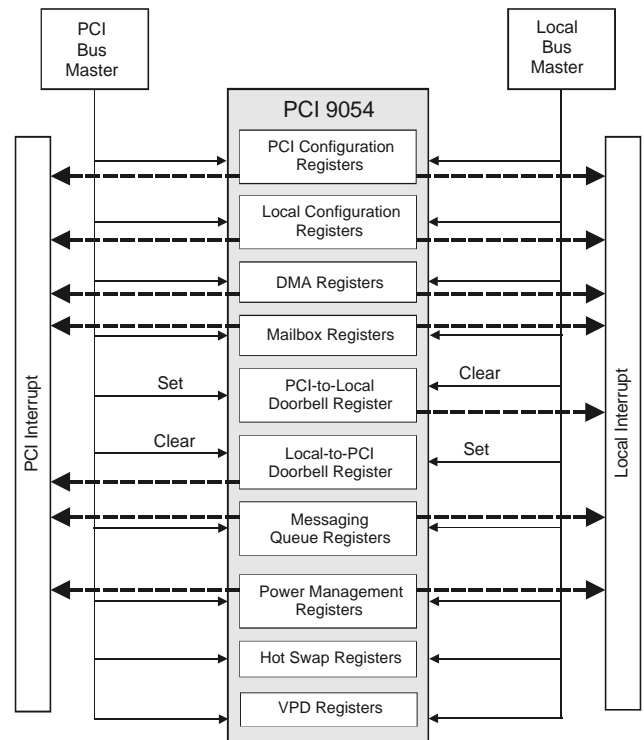 PCI
Bus
Master
Local
Bus
Master
PCI 9054
PCI Configuration
Registers
Local Configuration
Registers
DMA Registers
Mailbox Registers
Set
PCI-to-Local
Doorbell Register
Clear
Clear
Local-to-PCI
Doorbell Register
Set
Messaging
Queue Registers
Power Management
Registers
Hot Swap Registers
VPD Registers
PCI Interrupt
Local Interrupt